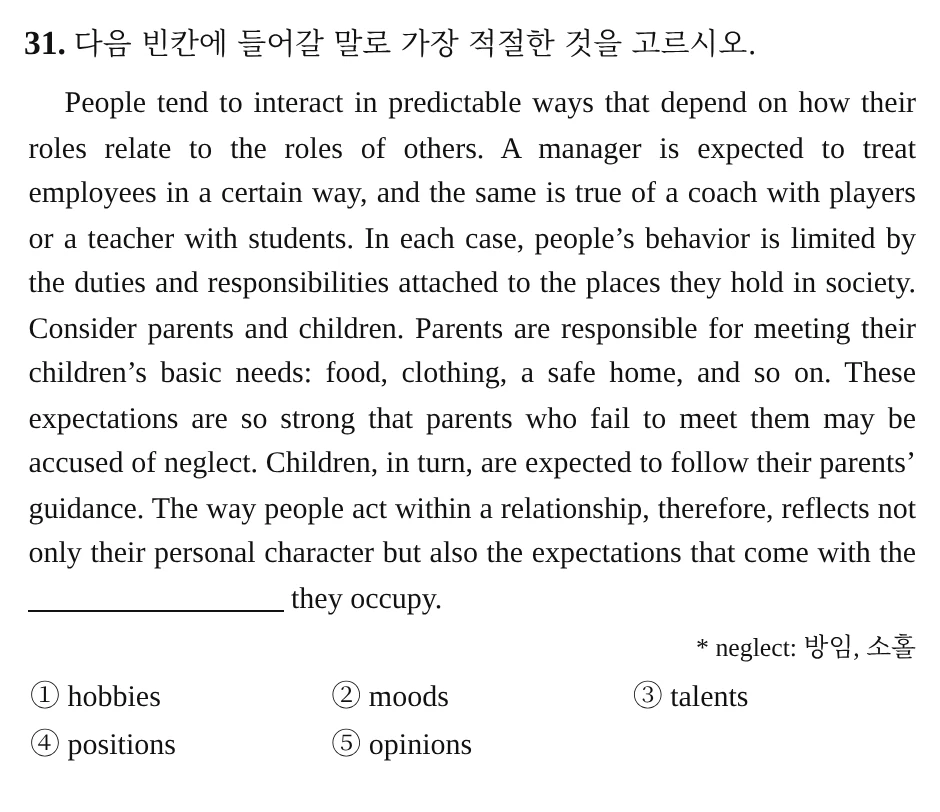 31. 다음 빈칸에 들어갈 말로 가장 적절한 것을 고르시오.
People tend to interact in predictable ways that depend on how their
roles relate to the roles of others. A manager is expected to treat
employees in a certain way, and the same is true of a coach with players
or a teacher with students. In each case, people’s behavior is limited by
the duties and responsibilities attached to the places they hold in society.
Consider parents and children. Parents are responsible for meeting their
children’s basic needs: food, clothing, a safe home, and so on. These
expectations are so strong that parents who fail to meet them may be
accused of neglect. Children, in turn, are expected to follow their parents’
guidance. The way people act within a relationship, therefore, reflects not
only their personal character but also the expectations that come with the
________________ they occupy.
* neglect: 방임, 소홀
① hobbies ② moods ③ talents
④ positions ⑤ opinions